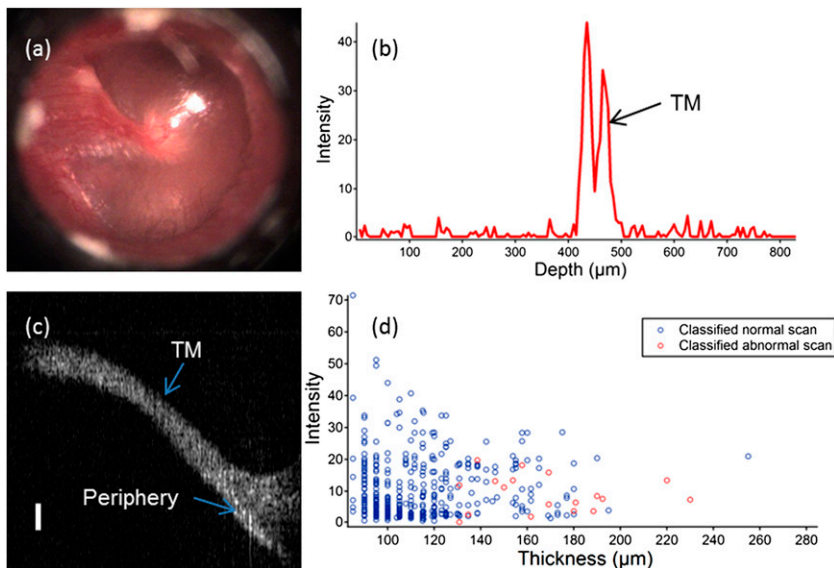 (a)
(b)
40
30
20
10
0
Intensity
TM
100 200 300 400 500 600 700 800
Depth (µm)
(c)
TM
Periphery
(d)
70
60
50
40
30
20
10
0
Intensity
Classified normal scan
Classified abnormal scan
100 120 140 160 180 200 220 240 260 280
Thickness (µm)